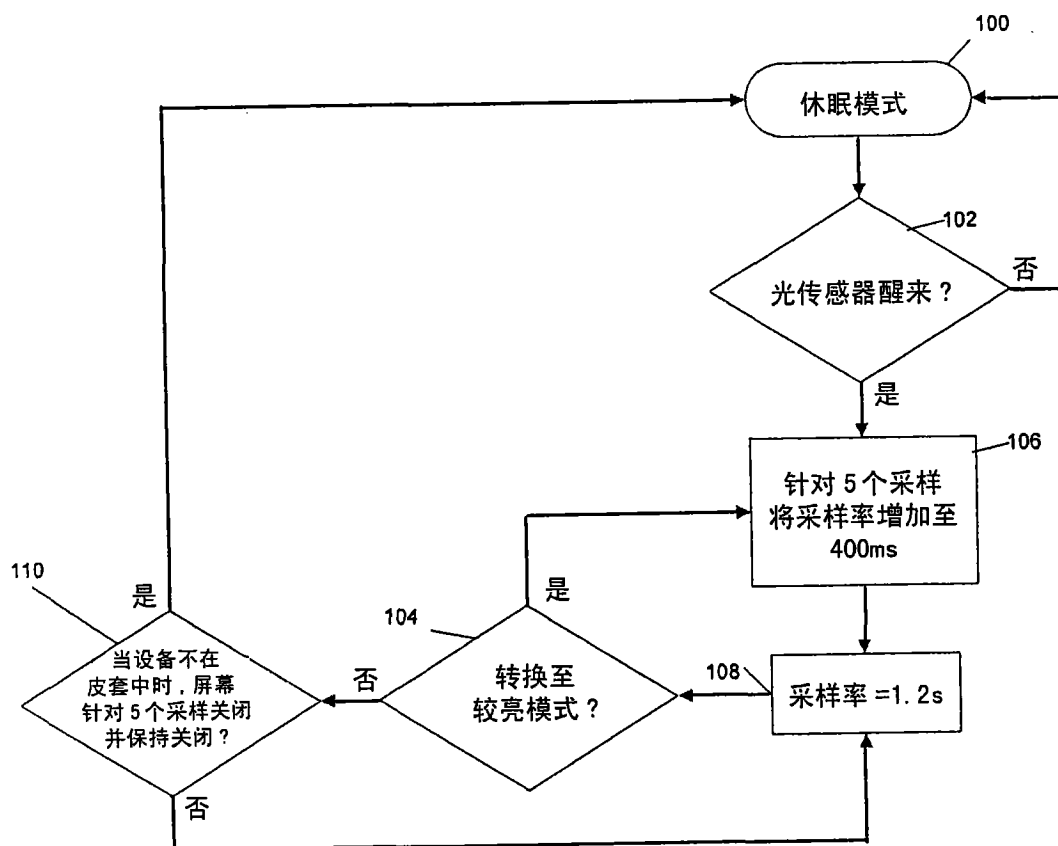 100
休眠模式
102
光传感器醒来？
否
是
106
针对 5 个采样
将采样率增加至
400ms
110
是
104
是
当设备不在
皮套中时，屏幕
针对 5 个采样关闭
并保持关闭？
否
转换至
较亮模式？
108
采样率 =1.2s
否